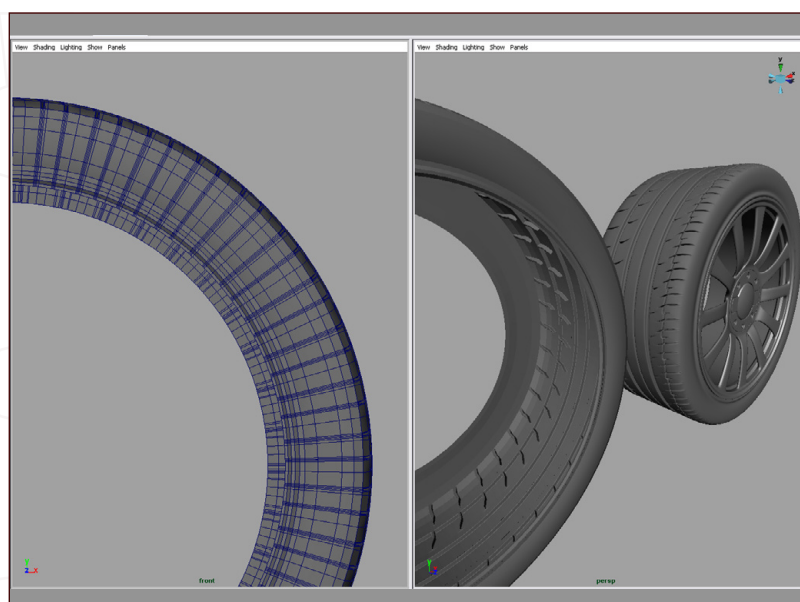 View Shading Lighting Show Panels
View Shading Lighting Show Panels
y
x
y
z x
front
y
persp